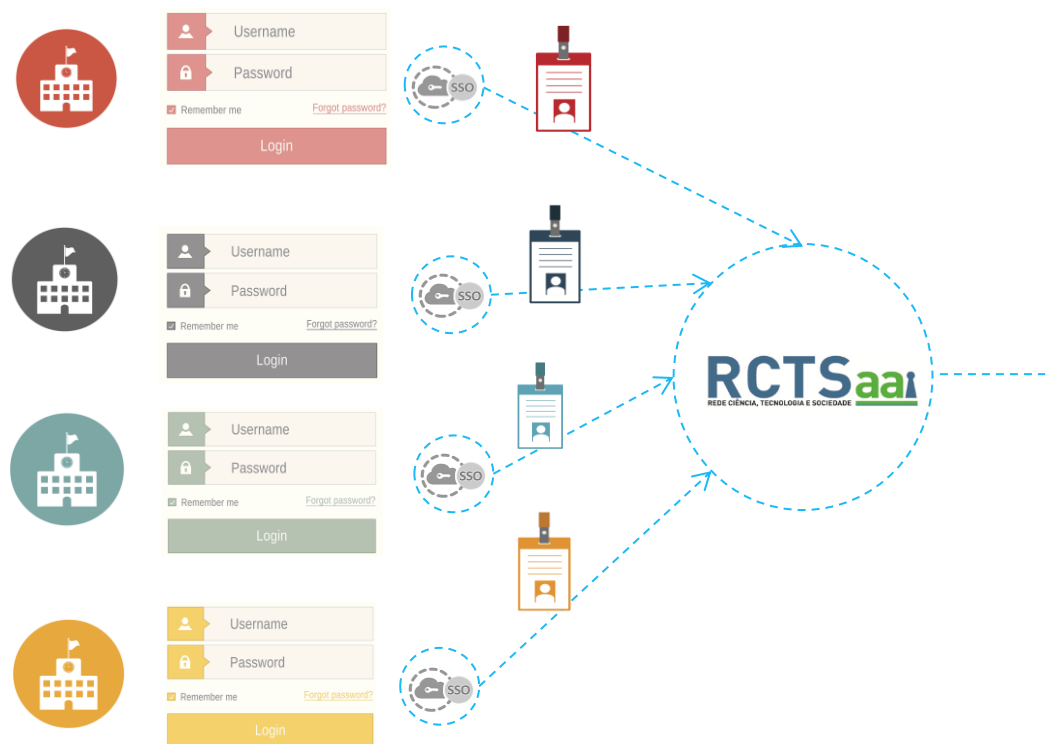 Username
Password
Remember me Forgot password?
Login
SSO
Username
Password
Remember me Forgot password?
Login
SSO
RCTSaai
REDE CIÊNCIA, TECNOLOGIA E SOCIEDADE
Username
Password
Remember me Forgot password?
Login
SSO
Username
Password
Remember me Forgot password?
Login
SSO